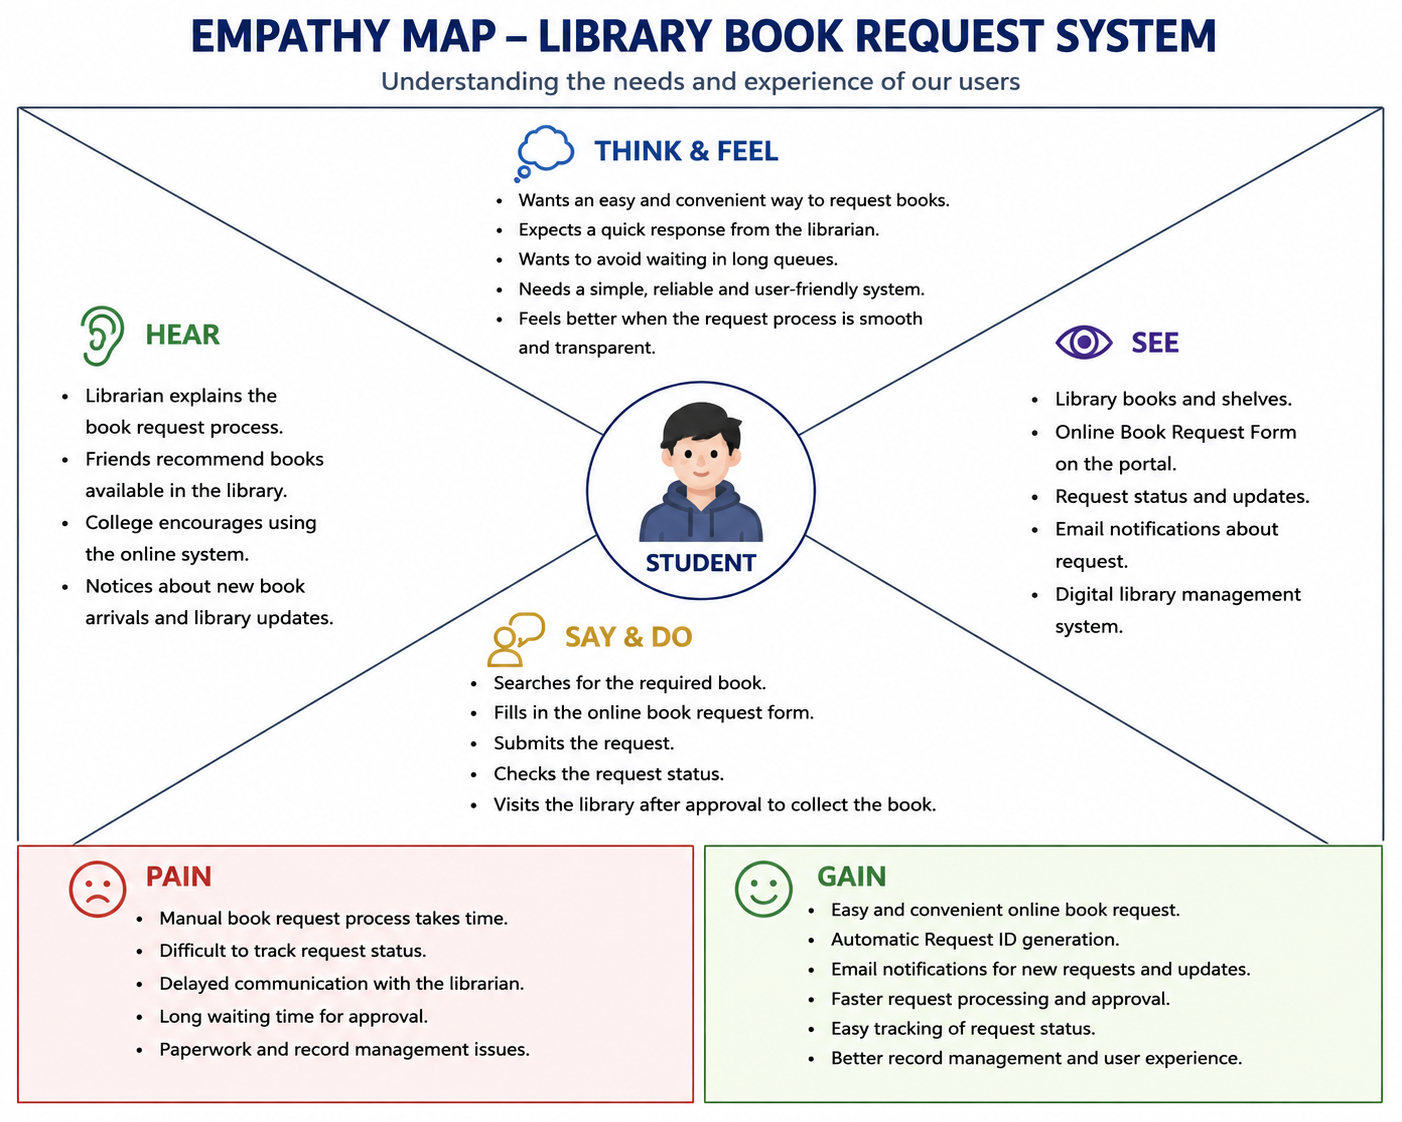 EMPATHY MAP – LIBRARY BOOK REQUEST SYSTEM
Understanding the needs and experience of our users
THINK & FEEL
• Wants an easy and convenient way to request books.
• Expects a quick response from the librarian.
• Wants to avoid waiting in long queues.
• Needs a simple, reliable and user-friendly system.
• Feels better when the request process is smooth
and transparent.
HEAR
• Librarian explains the
book request process.
• Friends recommend books
available in the library.
• College encourages using
the online system.
• Notices about new book
arrivals and library updates.
SEE
• Library books and shelves.
• Online Book Request Form
on the portal.
• Request status and updates.
• Email notifications about
request.
• Digital library management
system.
STUDENT
SAY & DO
• Searches for the required book.
• Fills in the online book request form.
• Submits the request.
• Checks the request status.
• Visits the library after approval to collect the book.
PAIN
• Manual book request process takes time.
• Difficult to track request status.
• Delayed communication with the librarian.
• Long waiting time for approval.
• Paperwork and record management issues.
GAIN
• Easy and convenient online book request.
• Automatic Request ID generation.
• Email notifications for new requests and updates.
• Faster request processing and approval.
• Easy tracking of request status.
• Better record management and user experience.